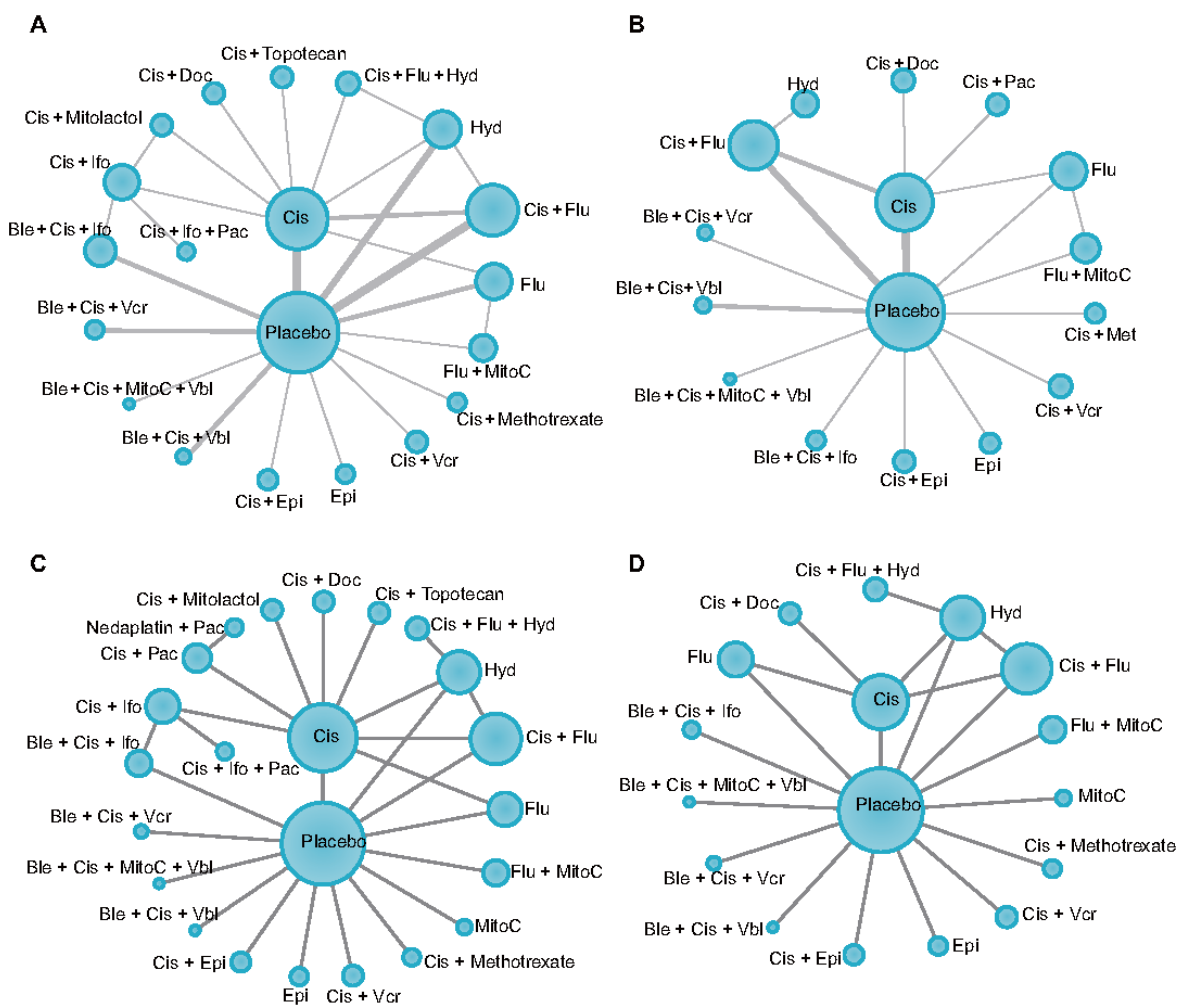 A
Cis + Topotecan
Cis + Doc
Cis + Flu + Hyd
Cis + Mitolactol
Hyd
Cis + Ifo
Cis
Cis + Flu
Ble + Cis + Ifo
Cis + Ifo + Pac
Flu
Ble + Cis + Vcr
Placebo
Flu + MitoC
Ble + Cis + MitoC + Vbl
Cis + Methotrexate
Ble + Cis + Vbl
Cis + Vcr
Cis + Epi
Epi
B
Cis + Doc
Hyd
Cis + Pac
Cis + Flu
Flu
Cis
Ble + Cis + Vcr
Flu + MitoC
Ble + Cis + Vbl
Placebo
Cis + Met
Ble + Cis + MitoC + Vbl
Cis + Vcr
Ble + Cis + Ifo
Epi
Cis + Epi
C
Cis + Doc
Cis + Mitolactol
Cis + Topotecan
Nedaplatin + Pac
Cis + Flu + Hyd
Cis + Pac
Hyd
Cis + Ifo
Cis
Cis + Flu
Ble + Cis + Ifo
Cis + Ifo + Pac
Flu
Ble + Cis + Vcr
Placebo
Ble + Cis + MitoC + Vbl
Flu + MitoC
Ble + Cis + Vbl
MitoC
Cis + Epi
Cis + Methotrexate
Epi
Cis + Vcr
D
Cis + Flu + Hyd
Cis + Doc
Hyd
Flu
Cis + Flu
Cis
Ble + Cis + Ifo
Flu + MitoC
Ble + Cis + MitoC + Vbl
Placebo
MitoC
Cis + Methotrexate
Ble + Cis + Vcr
Cis + Vcr
Ble + Cis + Vbl
Epi
Cis + Epi